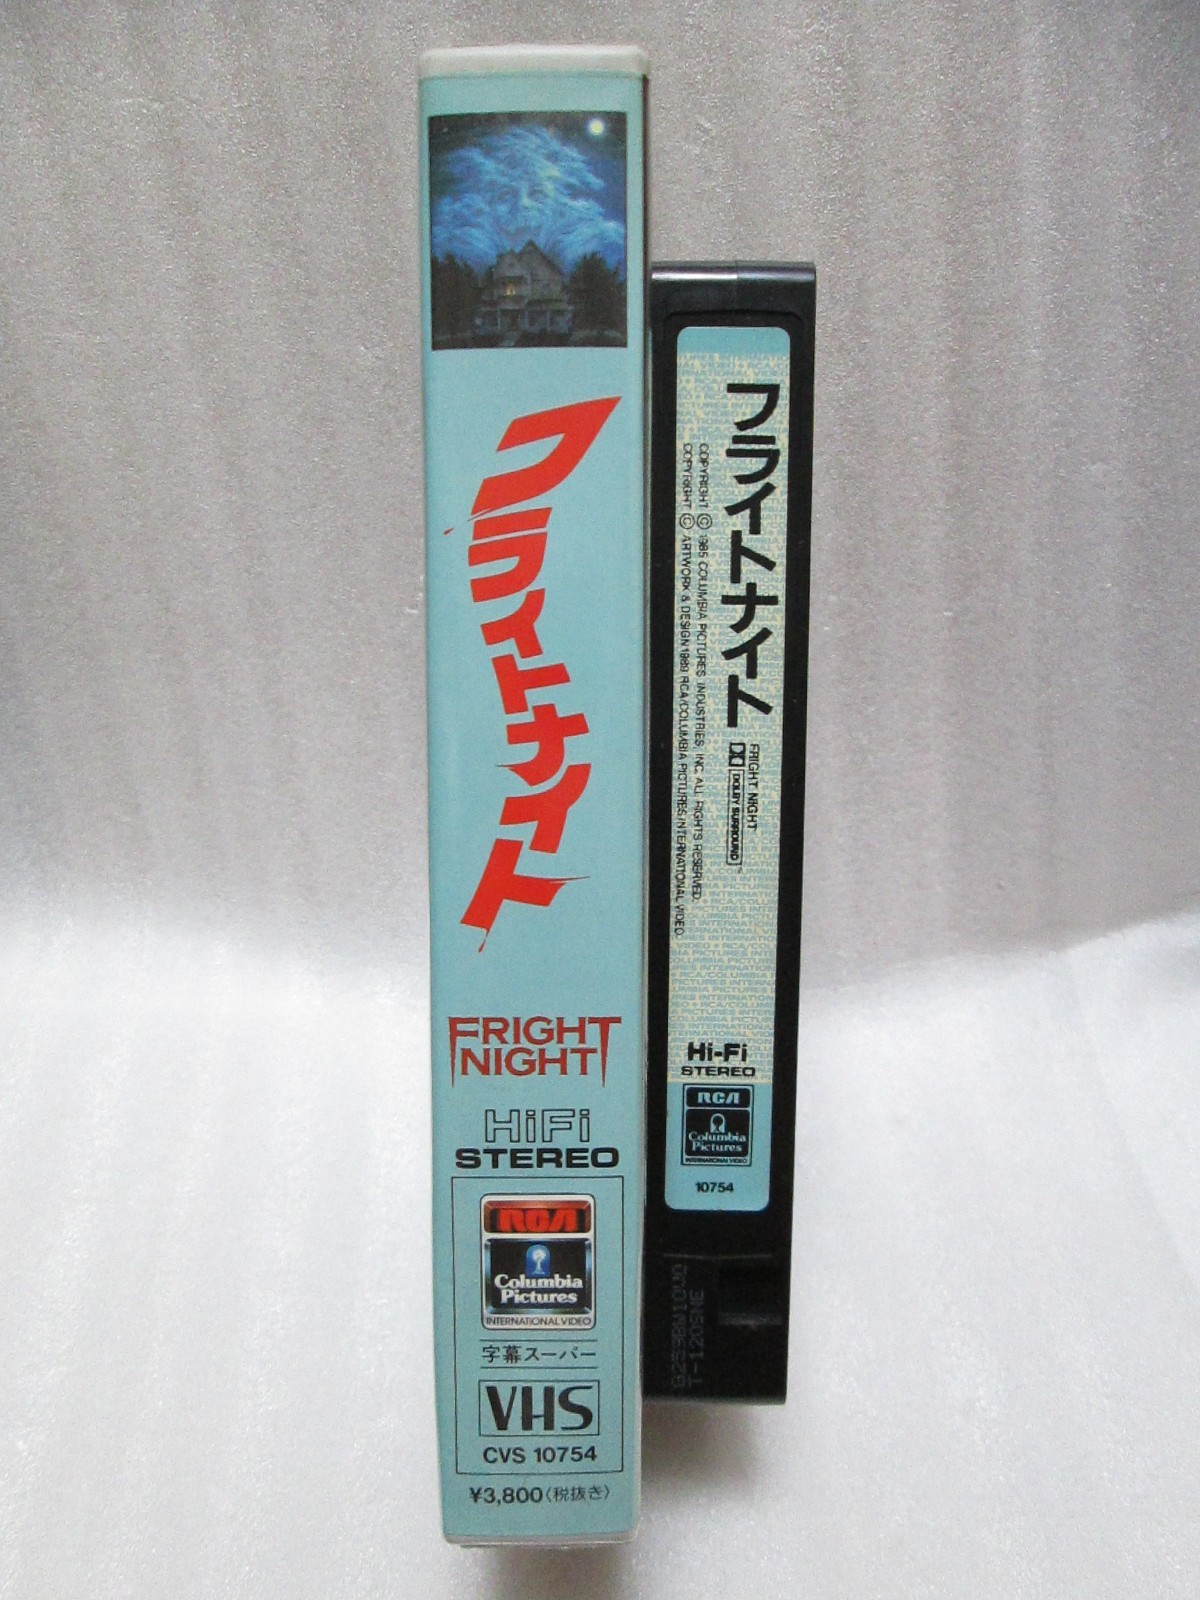 フライトナイト
FRIGHT
NIGHT
HiFi
STEREO
RCA
Columbia
Pictures
INTERNATIONAL VIDEO
字幕スーパー
VHS
CVS 10754
¥3,800〈税抜き〉
フライトナイト
FRIGHT NIGHT
DOLBY SURROUND
COPYRIGHT © 1985 COLUMBIA PICTURES INDUSTRIES, INC. ALL RIGHTS RESERVED.
COPYRIGHT © ARTWORK & DESIGN 1989 RCA/COLUMBIA PICTURES INTERNATIONAL VIDEO.
Hi-Fi
STEREO
RCA
Columbia
Pictures
INTERNATIONAL VIDEO
10754
T-120SNE